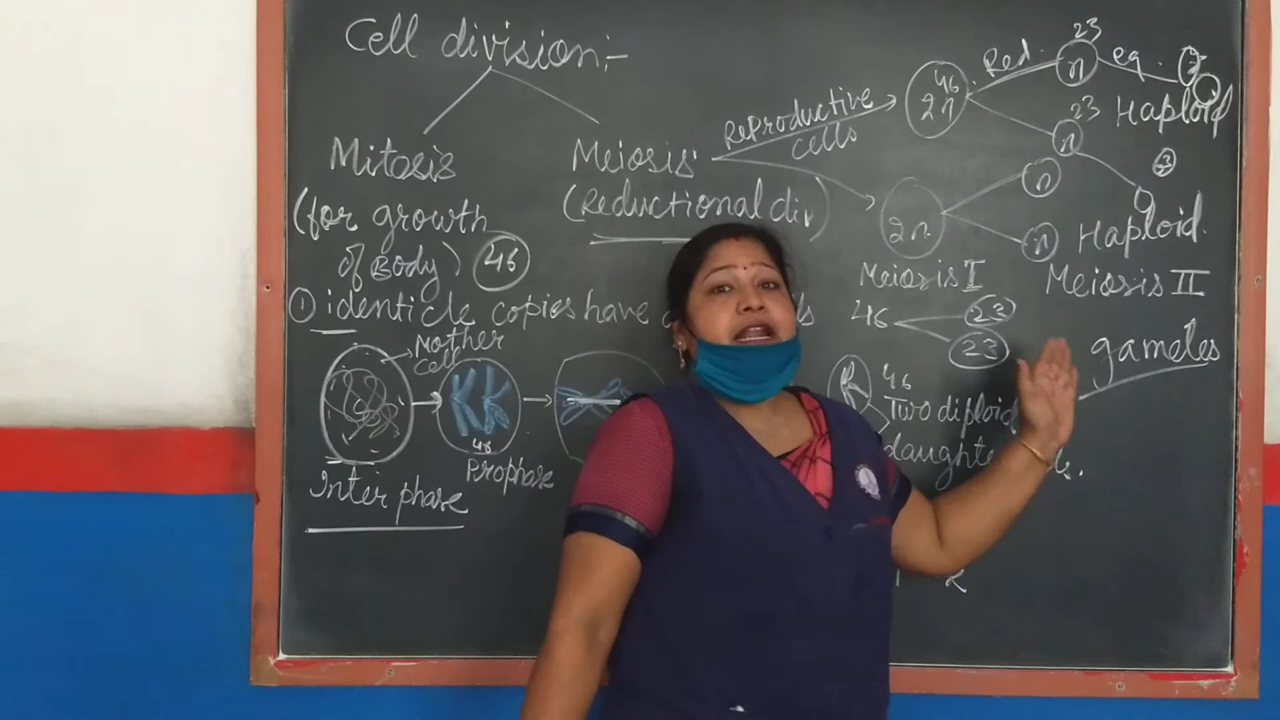 Cell division:-
Mitosis
(for growth
of Body)
46
① identicle copies have
Mother
cell
48
Prophase
Inter phase
Meiosis
(Reductional div)
Reproductive
cells
46
2n
Red.
23
n
eq.
Haploid
23
n
2n
n
n
Haploid.
Meiosis I
Meiosis II
46
23
23
gametes
46
Two diploid